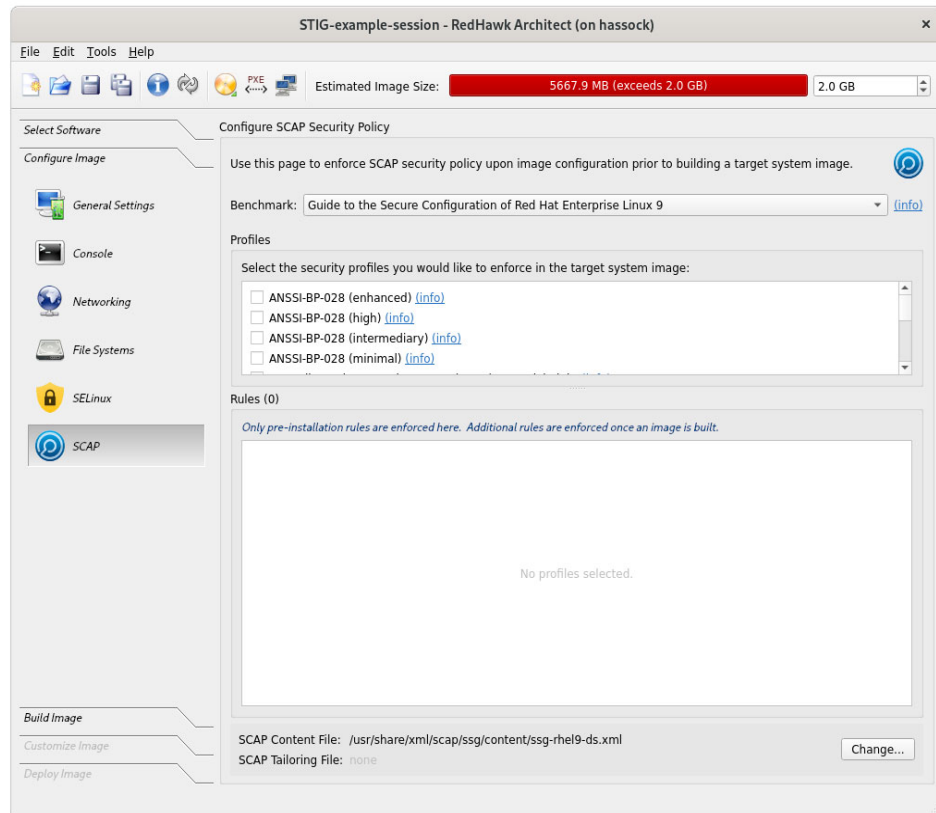 STIG-example-session - RedHawk Architect (on hassock)
×
File Edit Tools Help
PXE
Estimated Image Size: 5667.9 MB (exceeds 2.0 GB) 2.0 GB
Select Software
Configure Image
General Settings
Console
Networking
File Systems
SELinux
SCAP
Build Image
Customize Image
Deploy Image
Configure SCAP Security Policy
Use this page to enforce SCAP security policy upon image configuration prior to building a target system image.
Benchmark: Guide to the Secure Configuration of Red Hat Enterprise Linux 9 (info)
Profiles
Select the security profiles you would like to enforce in the target system image:
ANSSI-BP-028 (enhanced) (info)
ANSSI-BP-028 (high) (info)
ANSSI-BP-028 (intermediary) (info)
ANSSI-BP-028 (minimal) (info)
Rules (0)
Only pre-installation rules are enforced here. Additional rules are enforced once an image is built.
No profiles selected.
SCAP Content File: /usr/share/xml/scap/ssg/content/ssg-rhel9-ds.xml
SCAP Tailoring File: none
Change...